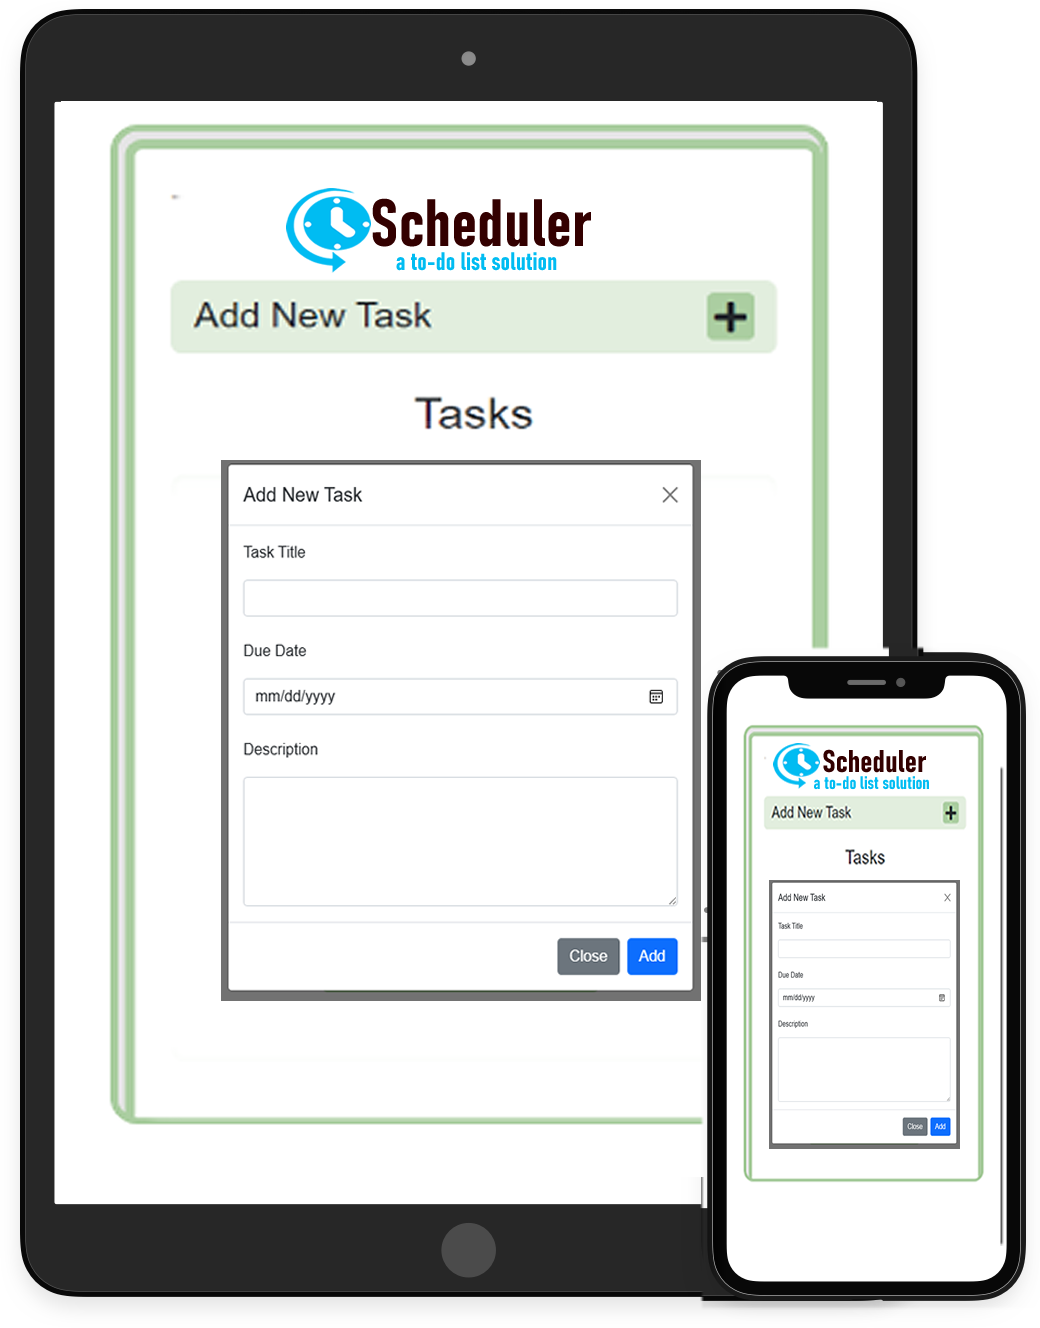 Scheduler
a to-do list solution
Add New Task
Tasks
Add New Task
Task Title
Due Date
mm/dd/yyyy
Description
Close Add
Scheduler
a to-do list solution
Add New Task
Tasks
Add New Task
Task Title
Due Date
mm/dd/yyyy
Description
Close Add